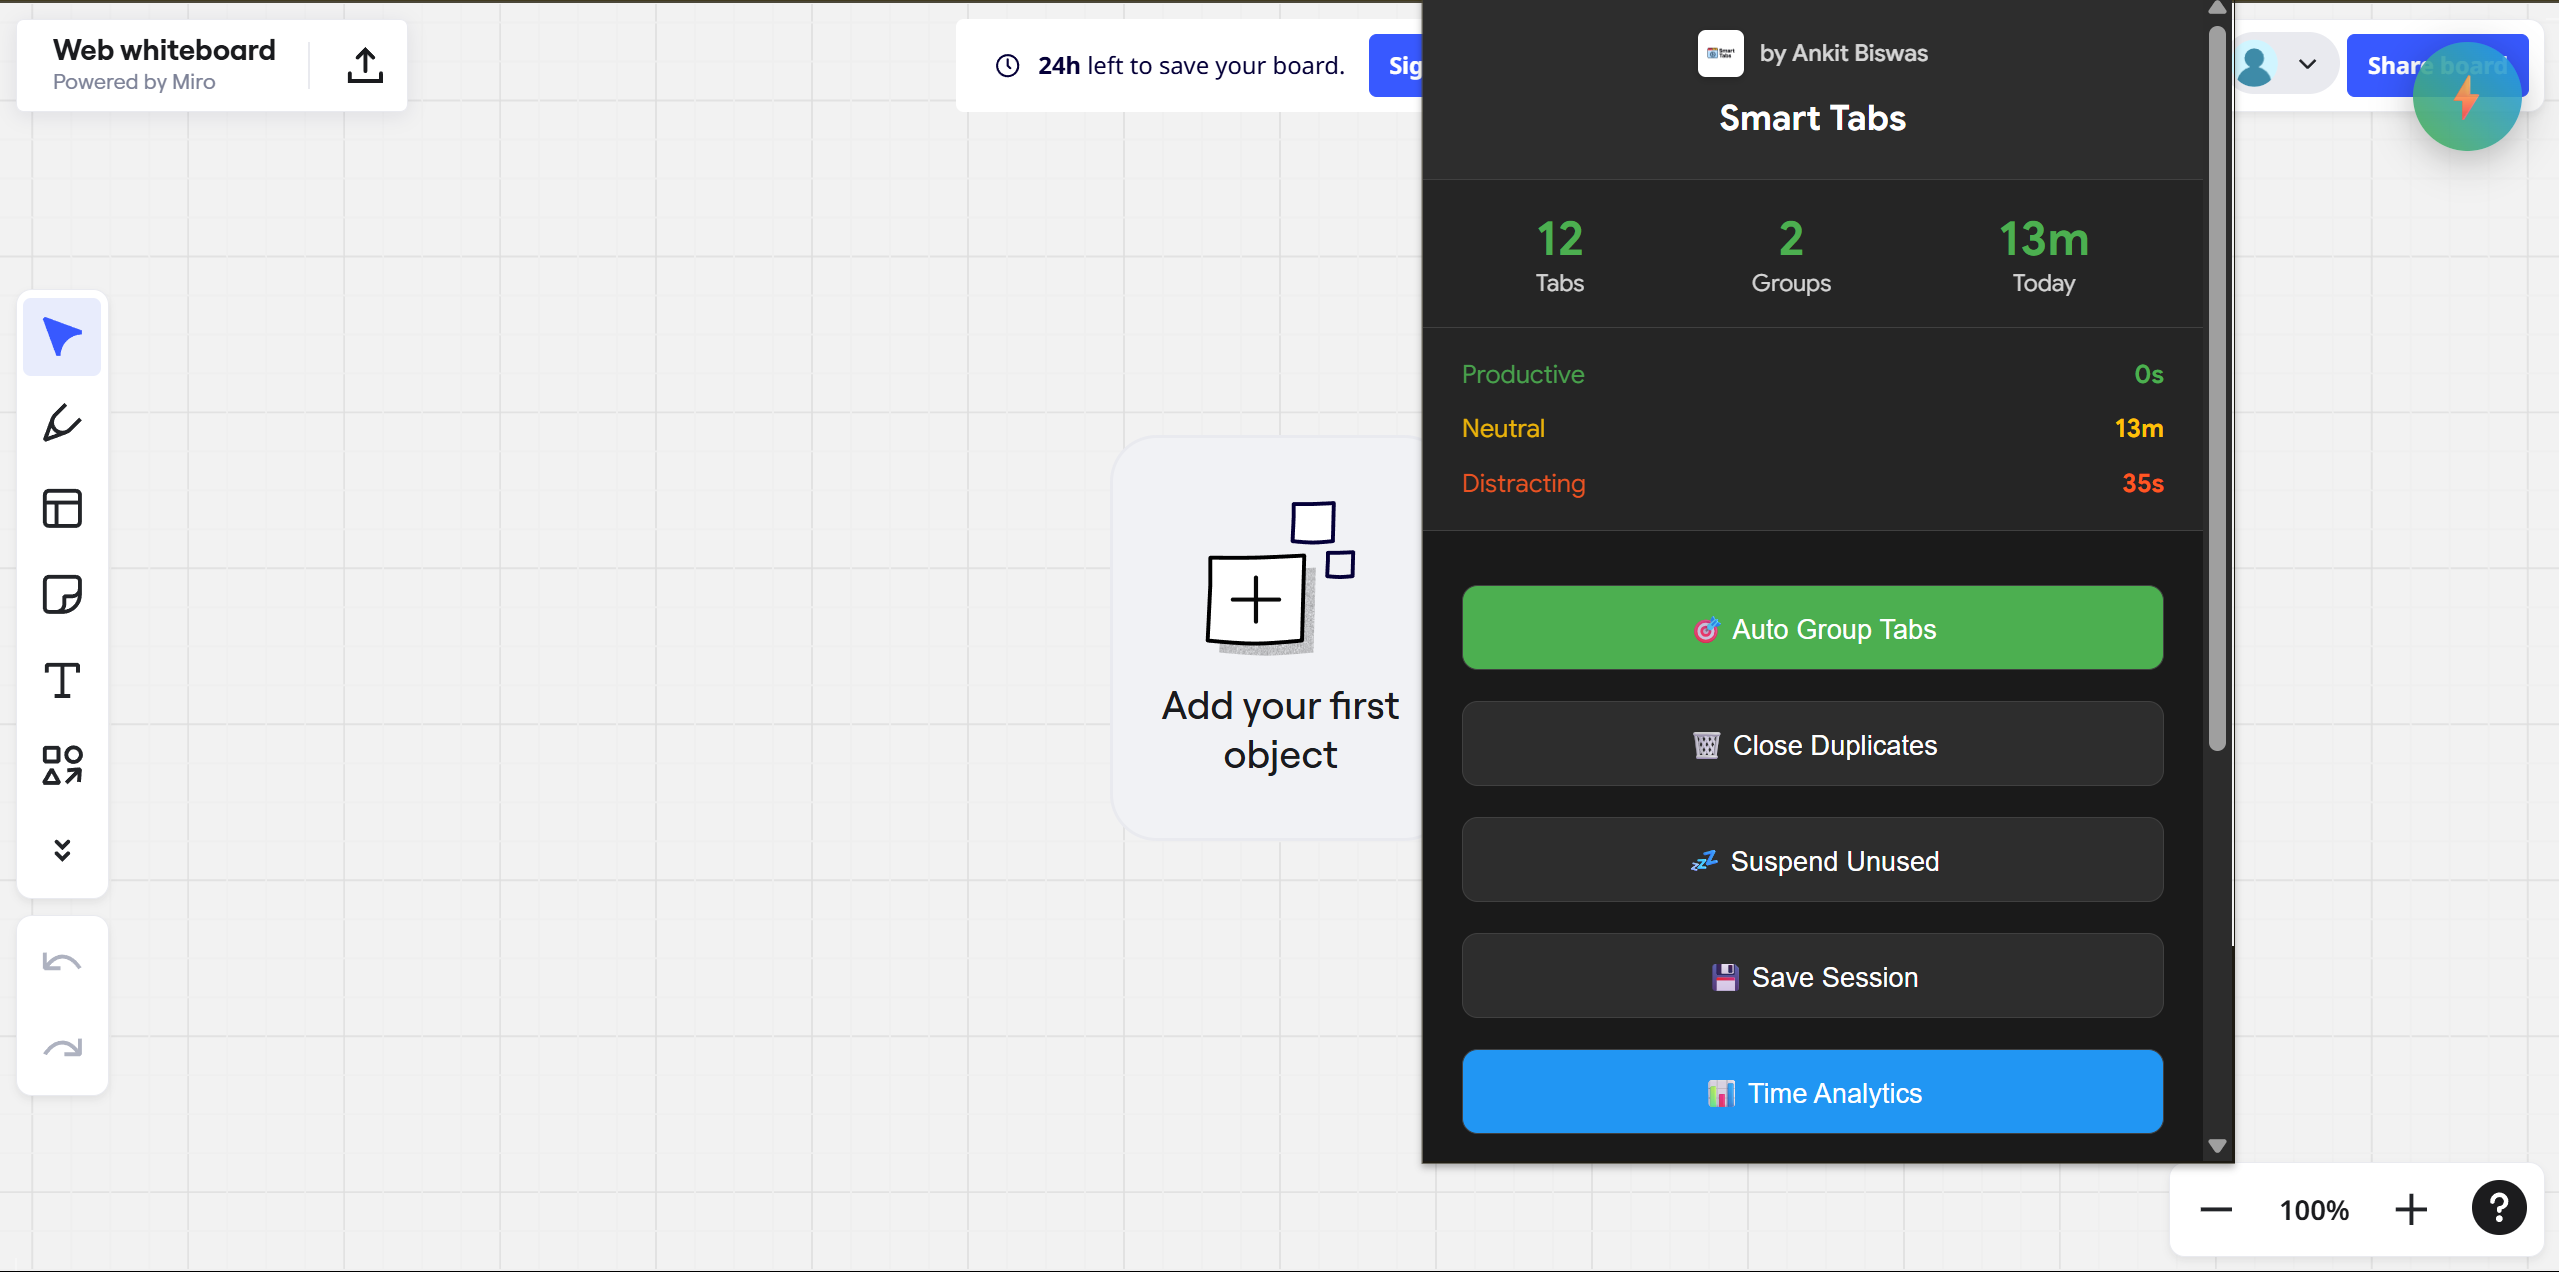 Web whiteboard
Powered by Miro
24h left to save your board.
Sig
Smart Tabs
by Ankit Biswas
Smart Tabs
12
Tabs
2
Groups
13m
Today
Productive
0s
Neutral
13m
Distracting
35s
Auto Group Tabs
Close Duplicates
Suspend Unused
Save Session
Time Analytics
Share board
Add your first
object
100%